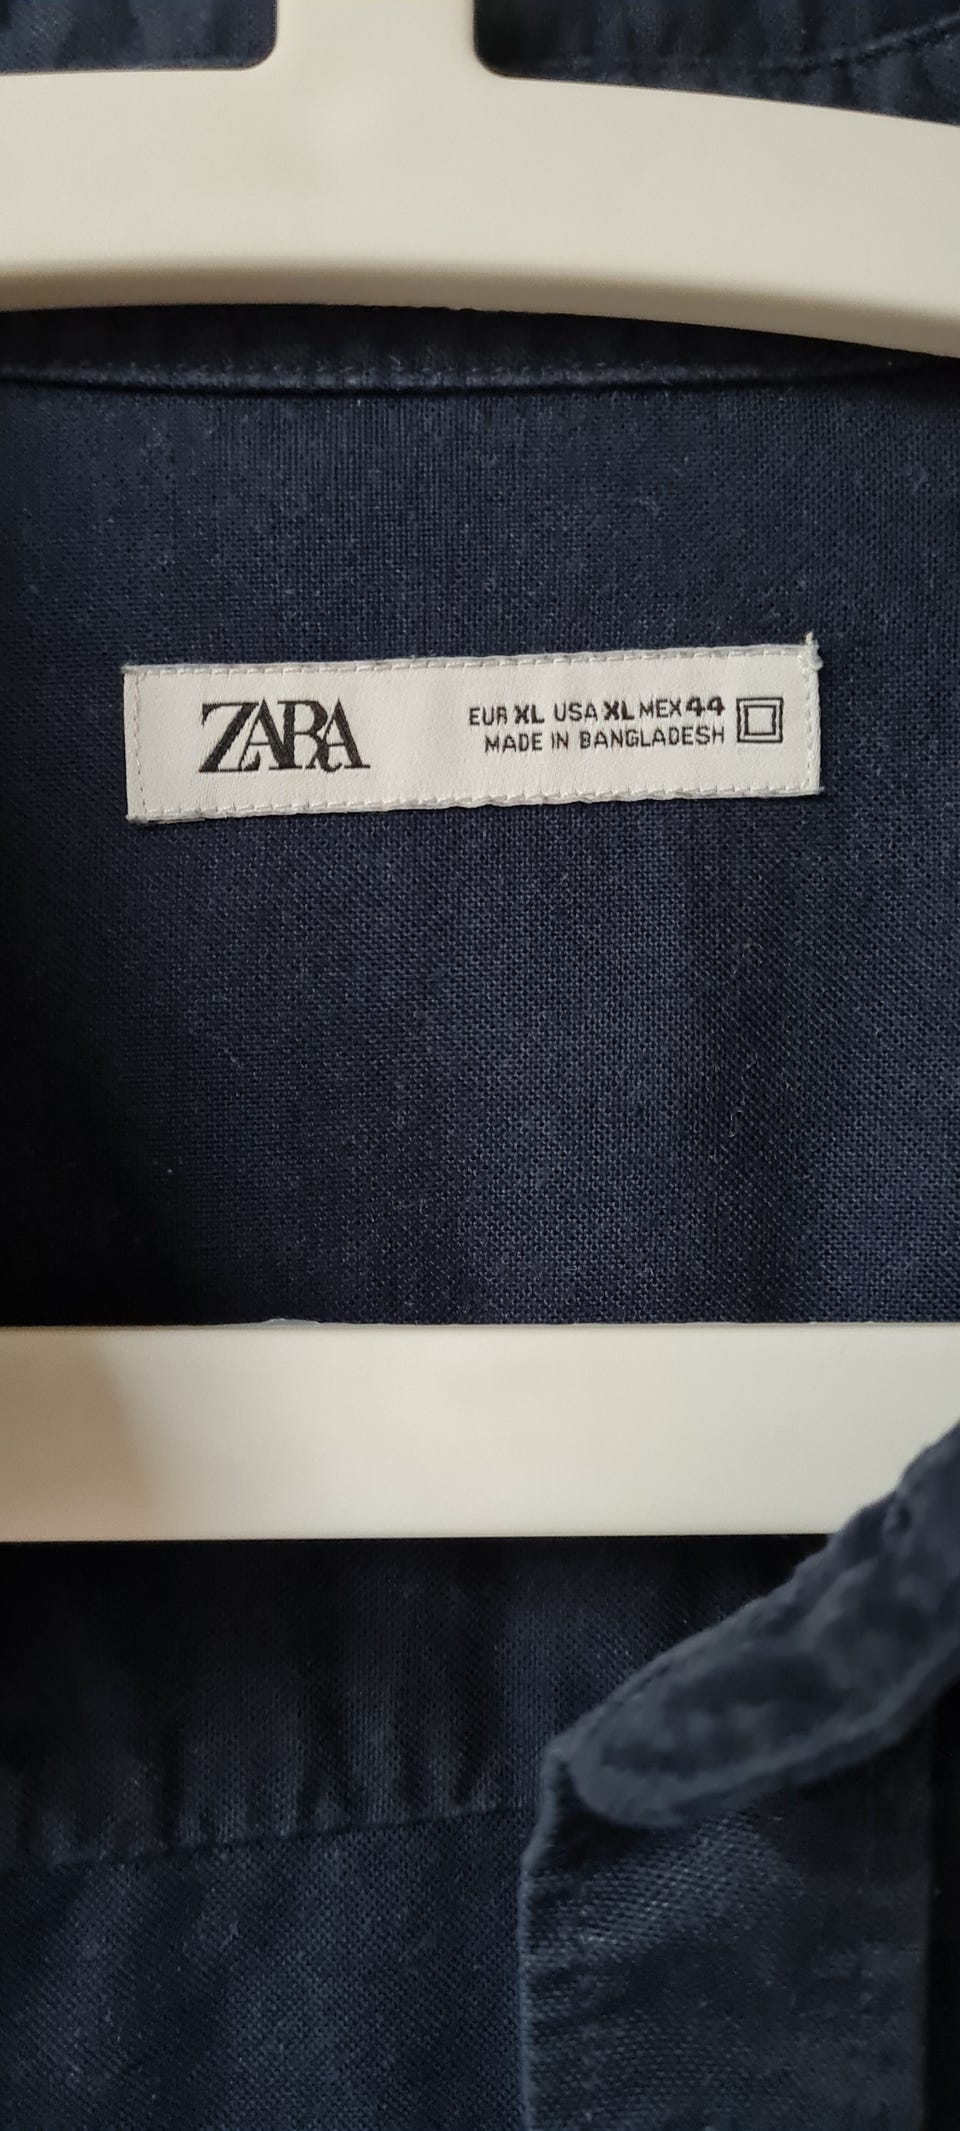 ZARA
EUR XL USA XL MEX 44
MADE IN BANGLADESH